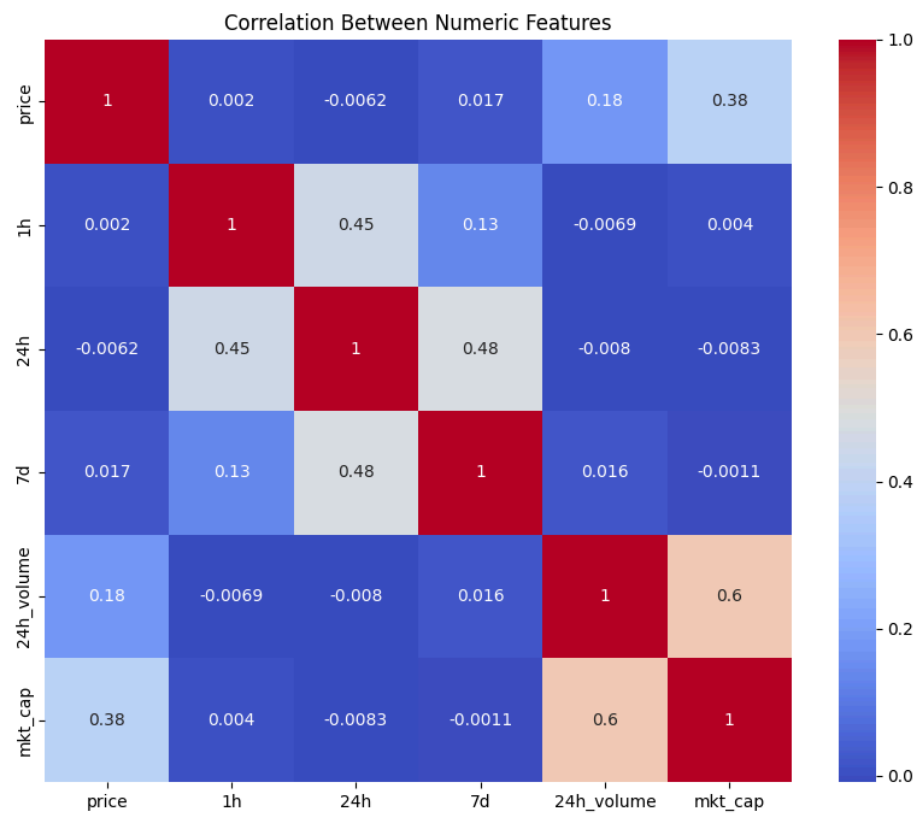 Correlation Between Numeric Features
price 1 0.002 -0.0062 0.017 0.18 0.38
1h 0.002 1 0.45 0.13 -0.0069 0.004
24h -0.0062 0.45 1 0.48 -0.008 -0.0083
7d 0.017 0.13 0.48 1 0.016 -0.0011
24h_volume 0.18 -0.0069 -0.008 0.016 1 0.6
mkt_cap 0.38 0.004 -0.0083 -0.0011 0.6 1
price 1h 24h 7d 24h_volume mkt_cap
1.0
0.8
0.6
0.4
0.2
0.0